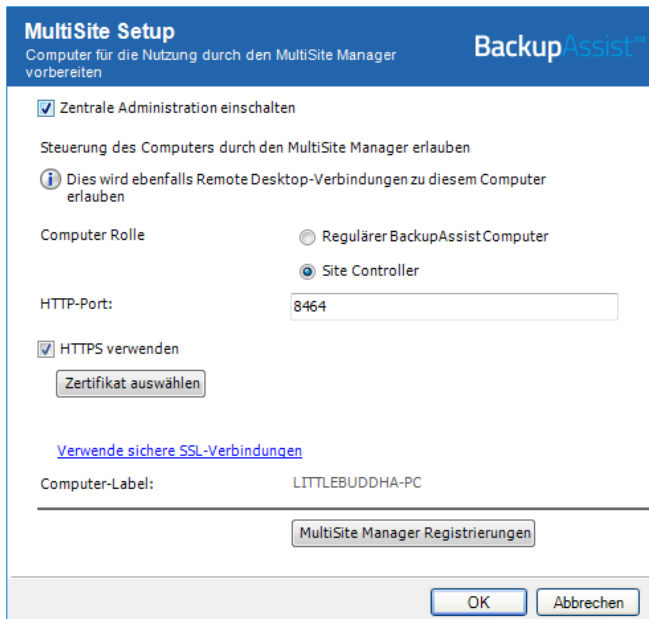 MultiSite Setup
Computer für die Nutzung durch den MultiSite Manager
vorbereiten
BackupAssist™
Zentrale Administration einschalten
Steuerung des Computers durch den MultiSite Manager erlauben
Dies wird ebenfalls Remote Desktop-Verbindungen zu diesem Computer
erlauben
Computer Rolle
Regulärer BackupAssist Computer
Site Controller
HTTP-Port:
8464
HTTPS verwenden
Zertifikat auswählen
Verwende sichere SSL-Verbindungen
Computer-Label:
LITTLEBUDDHA-PC
MultiSite Manager Registrierungen
OK
Abbrechen